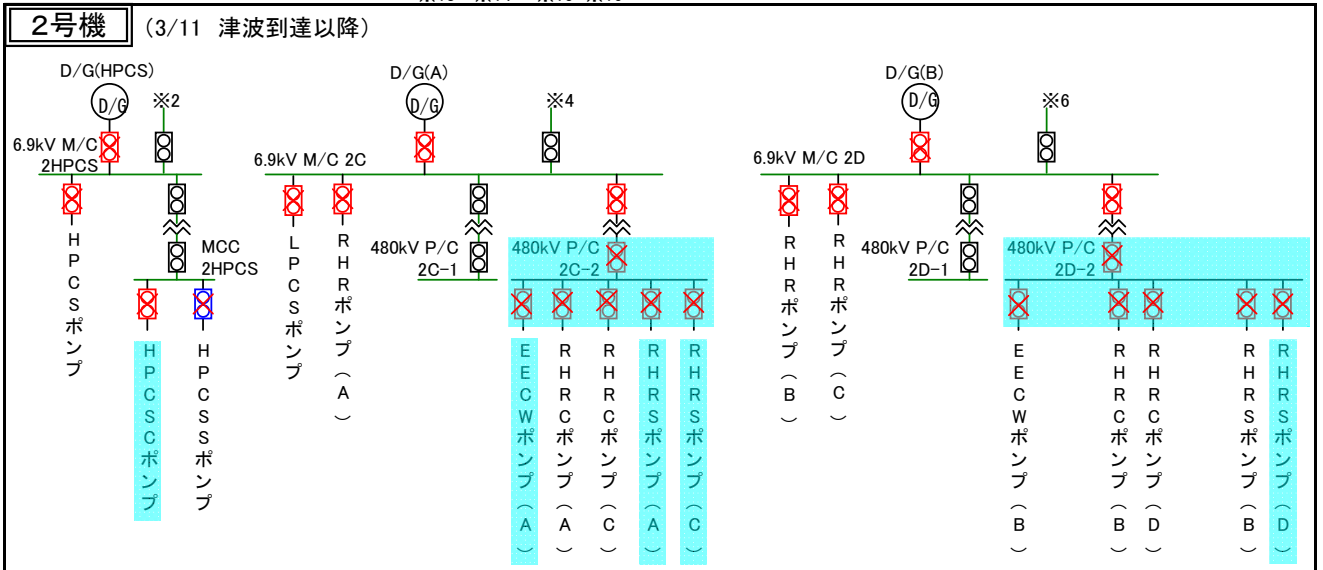 2号機 (3/11 津波到達以降)
D/G(HPCS)
D/G
※2
6.9kV M/C
2HPCS
MCC
2HPCS
HPCSポンプ
HPCSCポンプ
HPCSSポンプ
D/G(A)
D/G
※4
6.9kV M/C 2C
LPCSポンプ
RHRポンプ(A)
480kV P/C
2C-1
480kV P/C
2C-2
EECWポンプ(A)
RHRCポンプ(A)
RHRCポンプ(C)
RHRSポンプ(A)
RHRSポンプ(C)
D/G(B)
D/G
※6
6.9kV M/C 2D
RHRポンプ(B)
RHRポンプ(C)
480kV P/C
2D-1
480kV P/C
2D-2
EECWポンプ(B)
RHRCポンプ(B)
RHRCポンプ(D)
RHRSポンプ(B)
RHRSポンプ(D)